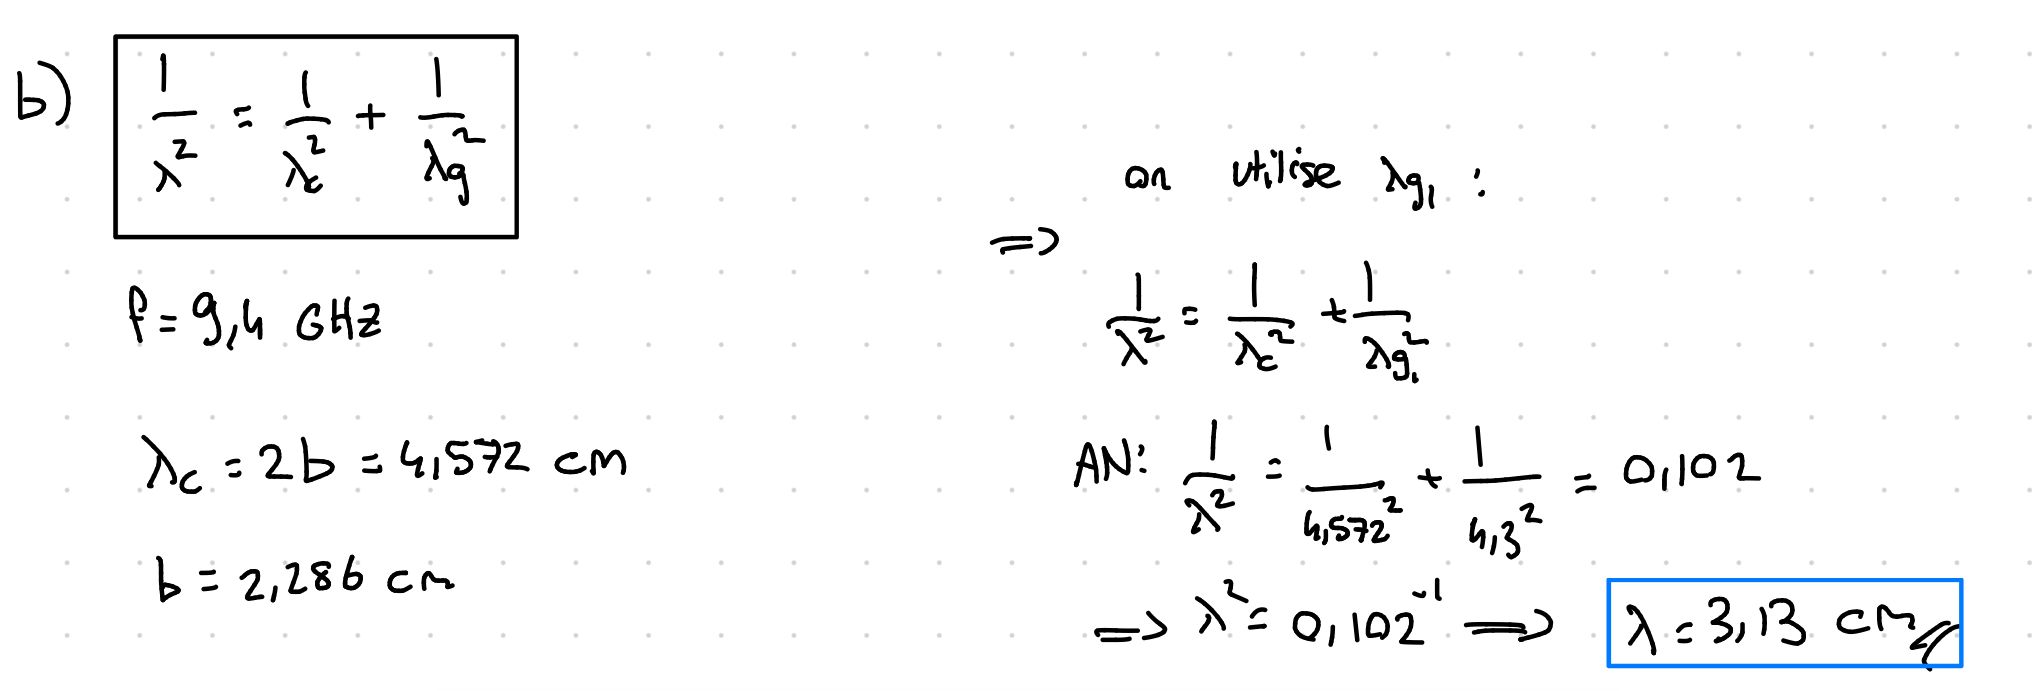 b) 1/λ² = 1/λc² + 1/λg²
f = 9,4 GHz
λc = 2b = 4,572 cm
b = 2,286 cm
on utilise λg₁ :
=>
1/λ² = 1/λc² + 1/λg₁²
AN: 1/λ² = 1/4,572² + 1/4,3² = 0,102
=> λ² = 0,102⁻¹ => λ = 3,13 cm